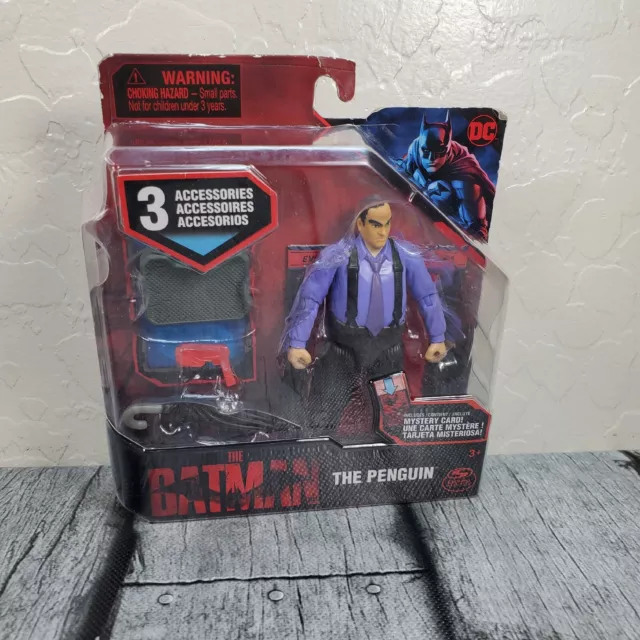 WARNING:
CHOKING HAZARD – Small parts.
Not for children under 3 years.
DC
3 ACCESSORIES
ACCESSOIRES
ACCESORIOS
MYSTERY CARD!
UNE CARTE MYSTÈRE !
¡TARJETA MISTERIOSA!
3+
THE
BATMAN
THE PENGUIN